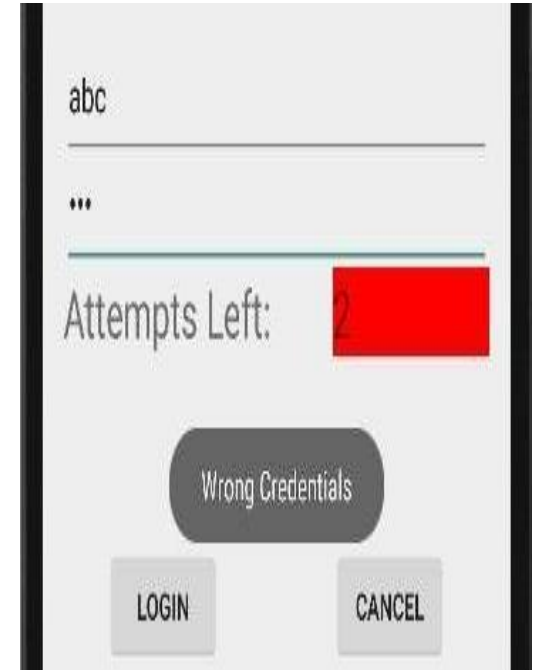 abc
•••
Attempts Left: 2
Wrong Credentials
LOGIN CANCEL